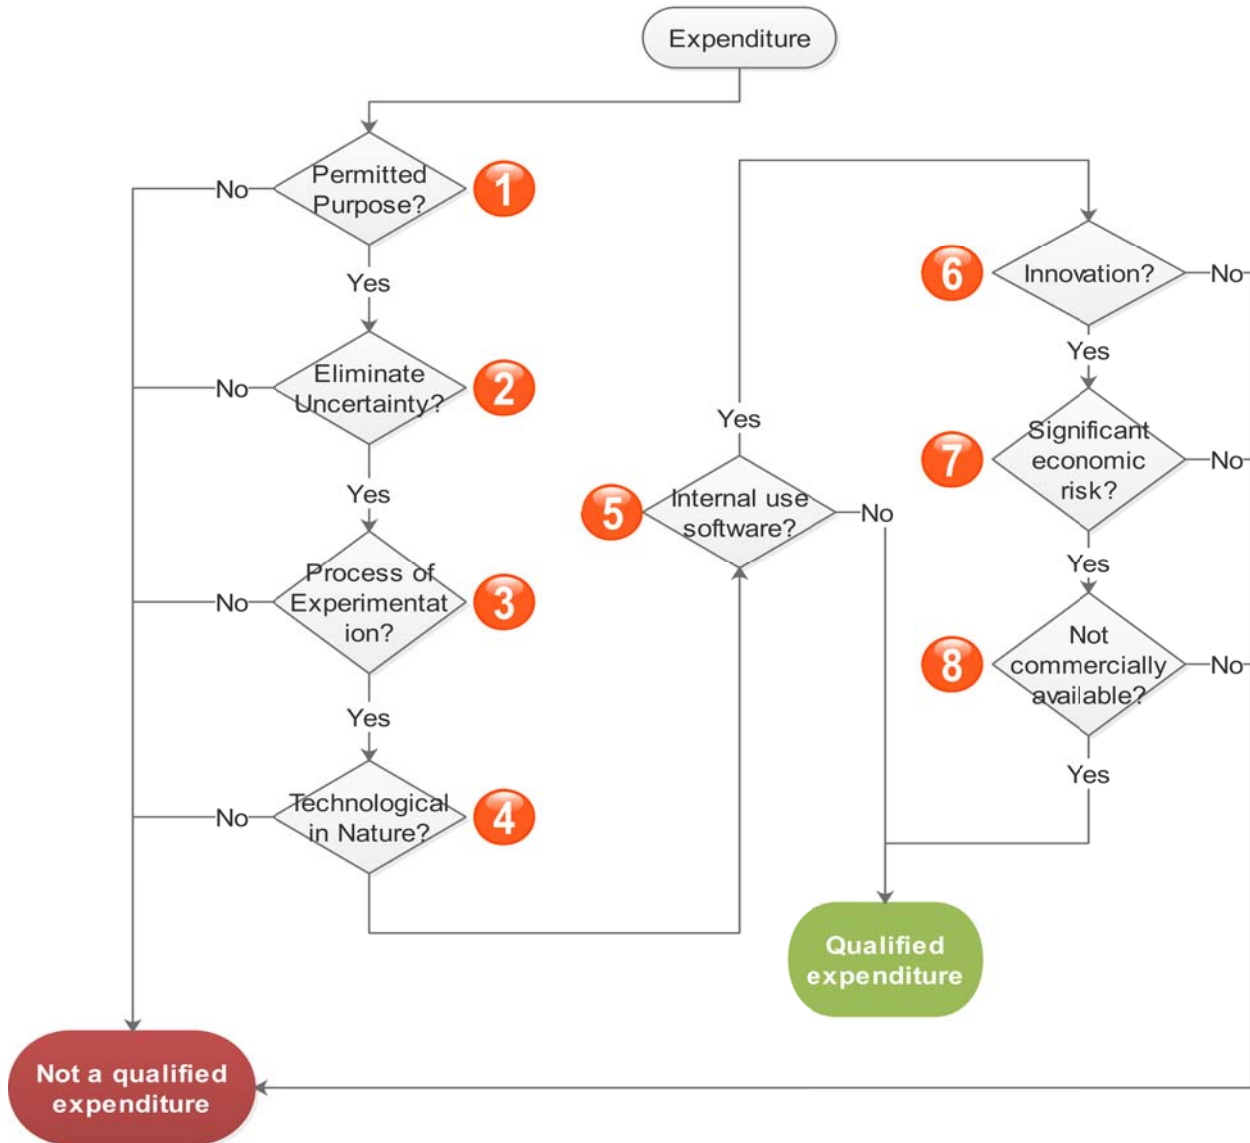 Expenditure
Permitted
Purpose?
1
No
Yes
Eliminate
Uncertainty?
2
No
Yes
Process of
Experimentat
ion?
3
No
Yes
Technological
in Nature?
4
No
Internal use
software?
5
Yes
No
Innovation?
6
No
Yes
Significant
economic
risk?
7
No
Yes
Not
commercially
available?
8
No
Yes
Qualified
expenditure
Not a qualified
expenditure